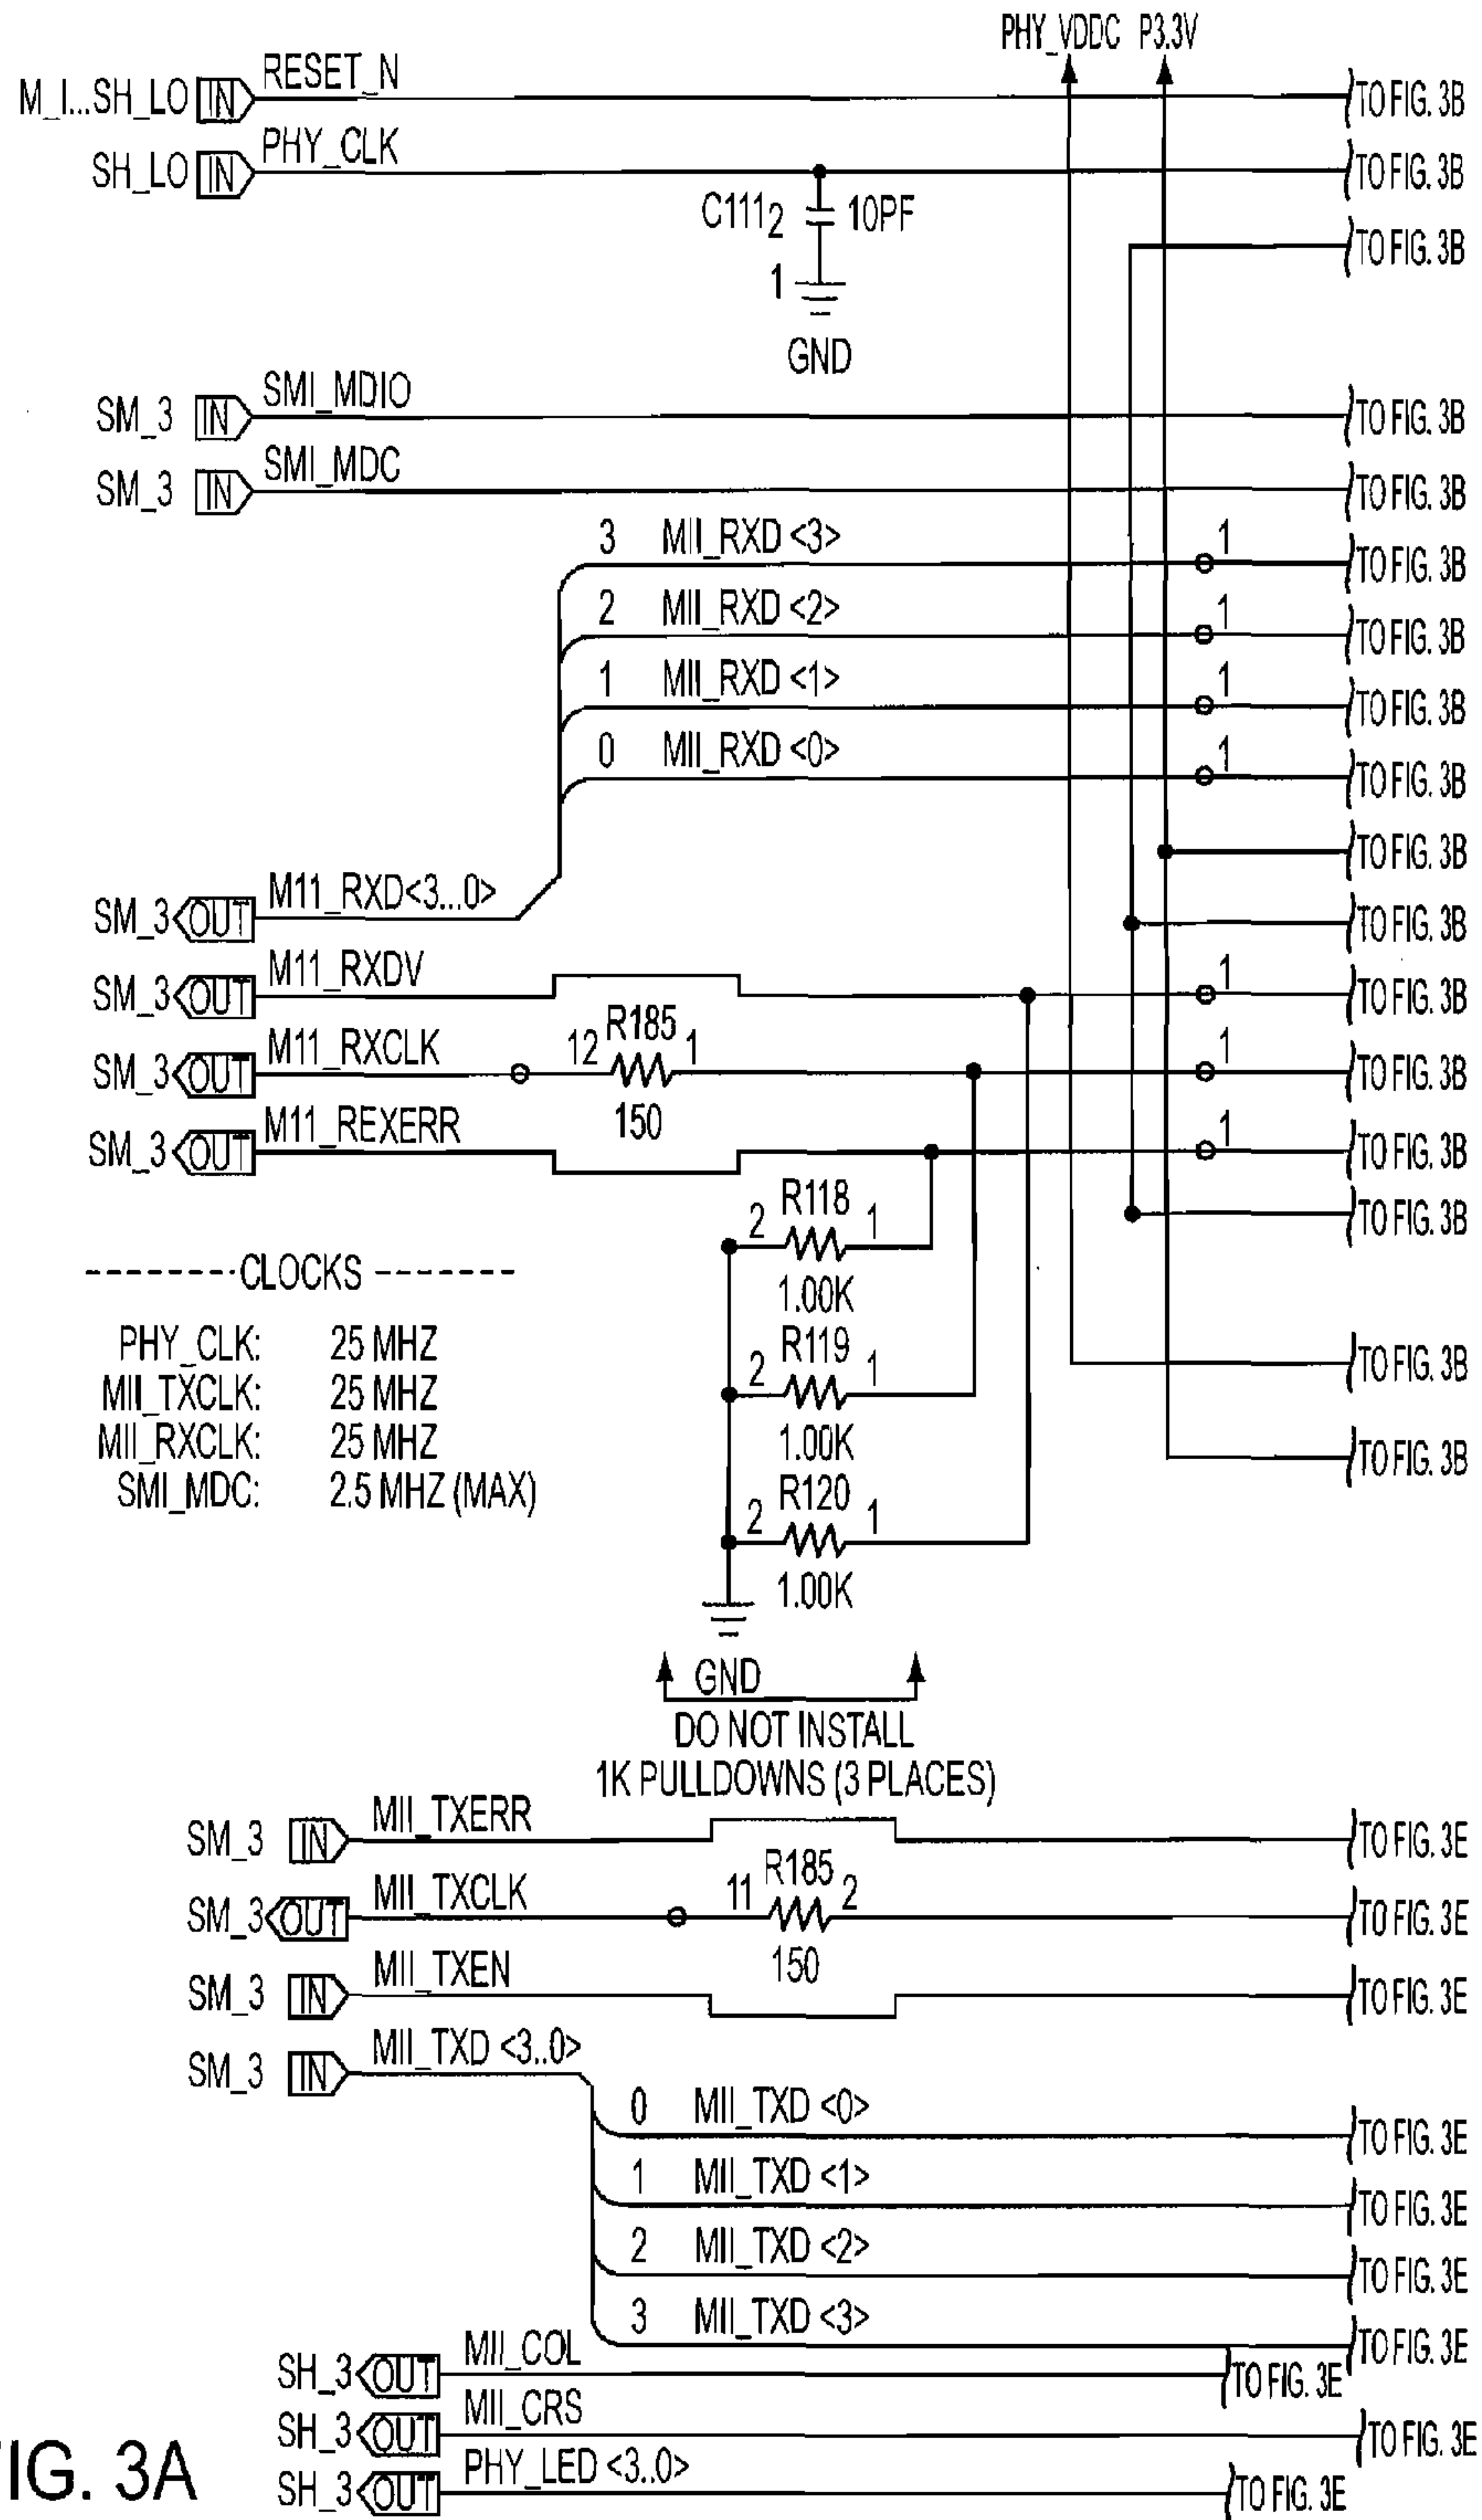 PHY_VDDC P3.3V
M_I...SH_LO IN RESET_N TO FIG. 3B
SH_LO IN PHY_CLK TO FIG. 3B
C111 2 10PF TO FIG. 3B
1
GND
SM_3 IN SMI_MDIO TO FIG. 3B
SM_3 IN SMI_MDC TO FIG. 3B
3 MII_RXD <3> 1 TO FIG. 3B
2 MII_RXD <2> 1 TO FIG. 3B
1 MII_RXD <1> 1 TO FIG. 3B
0 MII_RXD <0> 1 TO FIG. 3B
TO FIG. 3B
SM_3 OUT M11_RXD<3...0> TO FIG. 3B
SM_3 OUT M11_RXDV 1 TO FIG. 3B
SM_3 OUT M11_RXCLK 12 R185 1 1 TO FIG. 3B
150
SM_3 OUT M11_REXERR 1 TO FIG. 3B
2 R118 1 TO FIG. 3B
1.00K
--------CLOCKS-------
PHY_CLK: 25 MHZ
MII_TXCLK: 25 MHZ
MII_RXCLK: 25 MHZ
SMI_MDC: 2.5 MHZ (MAX)
2 R119 1 TO FIG. 3B
1.00K
TO FIG. 3B
2 R120 1
1.00K
GND
DO NOT INSTALL
1K PULLDOWNS (3 PLACES)
SM_3 IN MII_TXERR TO FIG. 3E
SM_3 OUT MII_TXCLK 11 R185 2 TO FIG. 3E
150
SM_3 IN MII_TXEN TO FIG. 3E
SM_3 IN MII_TXD <3..0>
0 MII_TXD <0> TO FIG. 3E
1 MII_TXD <1> TO FIG. 3E
2 MII_TXD <2> TO FIG. 3E
3 MII_TXD <3> TO FIG. 3E
SH_3 OUT MII_COL TO FIG. 3E
SH_3 OUT MII_CRS TO FIG. 3E
SH_3 OUT PHY_LED <3..0> TO FIG. 3E
IG. 3A